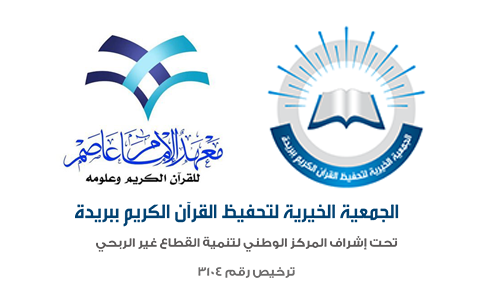 معهد الإمام عاصم
للقرآن الكريم وعلومه
الجمعية الخيرية لتحفيظ القرآن الكريم ببريدة
الجمعية الخيرية لتحفيظ القرآن الكريم ببريدة
تحت إشراف المركز الوطني لتنمية القطاع غير الربحي
ترخيص رقم ٣١٠٤